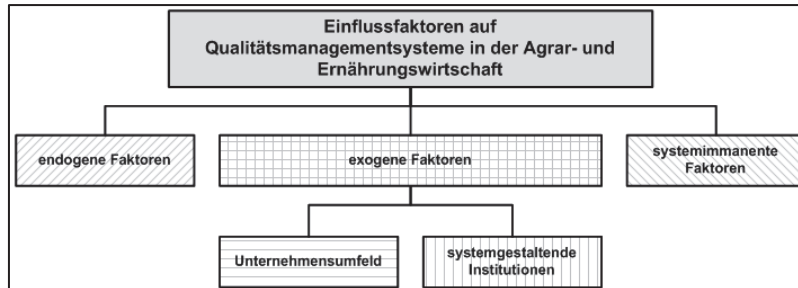 Einflussfaktoren auf
Qualitätsmanagementsysteme in der Agrar- und
Ernährungswirtschaft
endogene Faktoren
exogene Faktoren
systemimmanente
Faktoren
Unternehmensumfeld
systemgestaltende
Institutionen